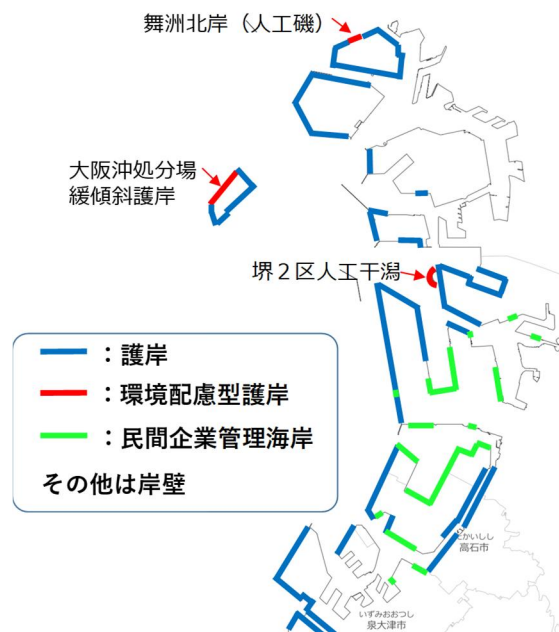 舞洲北岸（人工磯）
大阪沖処分場
緩傾斜護岸
堺２区人工干潟
：護岸
：環境配慮型護岸
：民間企業管理海岸
その他は岸壁
たかいしし
高石市
いずみおおつし
泉大津市